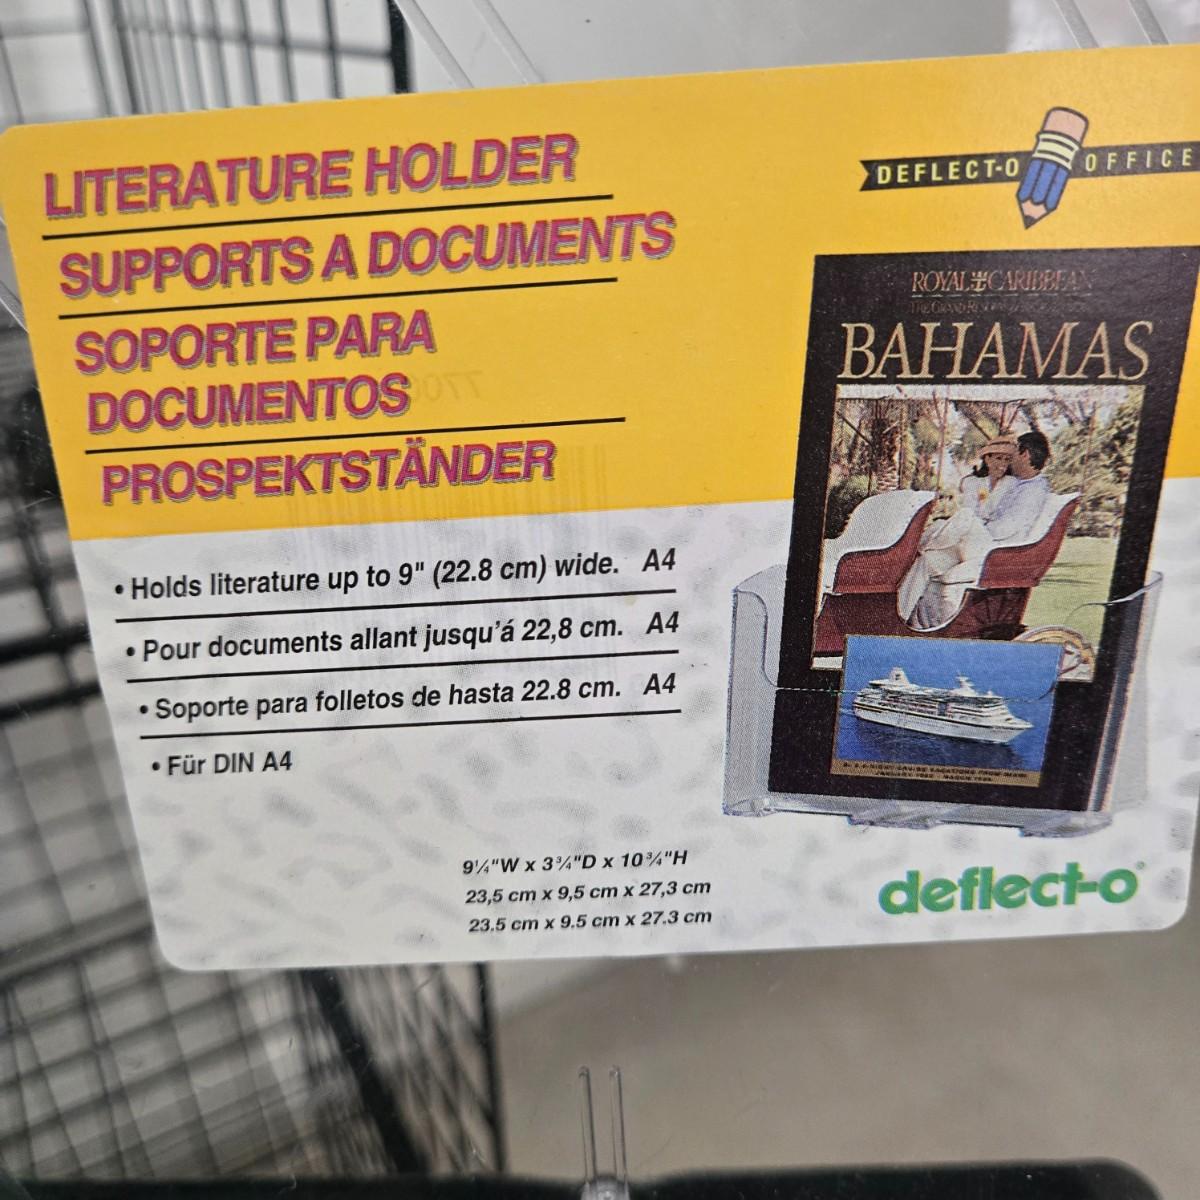 LITERATURE HOLDER
SUPPORTS A DOCUMENTS
SOPORTE PARA
DOCUMENTOS
PROSPEKTSTÄNDER
DEFLECT-O OFFICE
ROYAL CARIBBEAN
BAHAMAS
• Holds literature up to 9" (22.8 cm) wide. A4
• Pour documents allant jusqu'á 22,8 cm. A4
• Soporte para folletos de hasta 22.8 cm. A4
• Für DIN A4
9¼"W x 3¾"D x 10¾"H
23,5 cm x 9,5 cm x 27,3 cm
23.5 cm x 9.5 cm x 27.3 cm
deflect-o